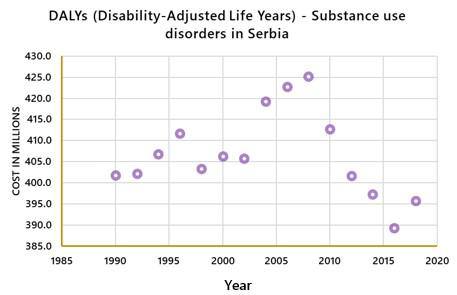 DALYs (Disability-Adjusted Life Years) - Substance use
disorders in Serbia
COST IN MILLIONS
430.0
425.0
420.0
415.0
410.0
405.0
400.0
395.0
390.0
385.0
1985 1990 1995 2000 2005 2010 2015 2020
Year